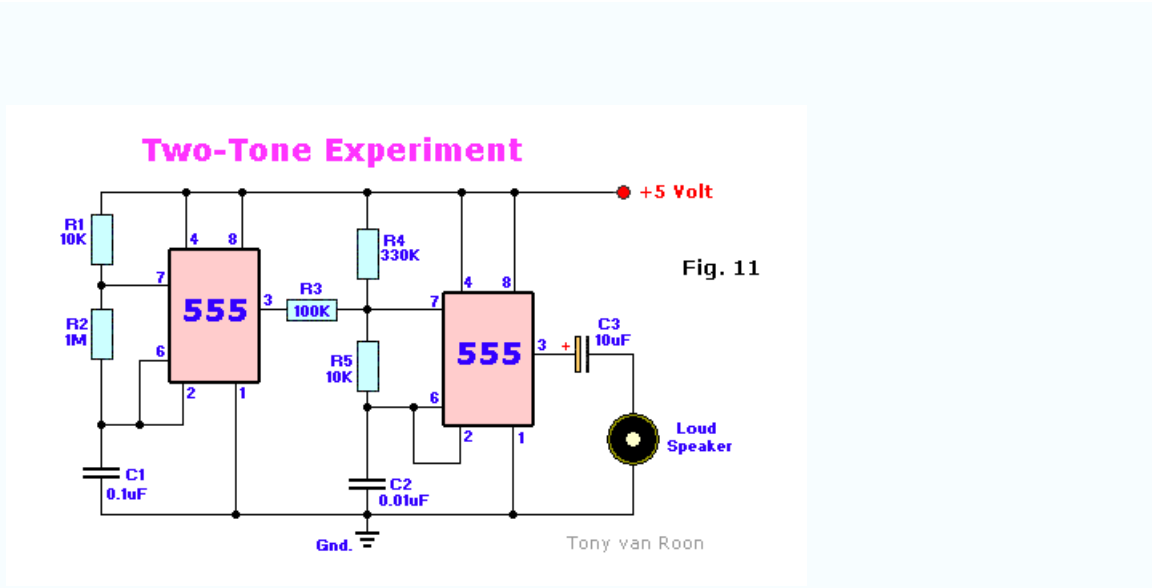 Two-Tone Experiment
+5 Volt
R1
10K
4
8
R4
330K
Fig. 11
7
R3
4
8
555
3
100K
7
R2
1M
C3
10uF
6
R5
10K
555
3
+
2
1
6
Loud
Speaker
2
1
C1
0.1uF
C2
0.01uF
Gnd.
Tony van Roon